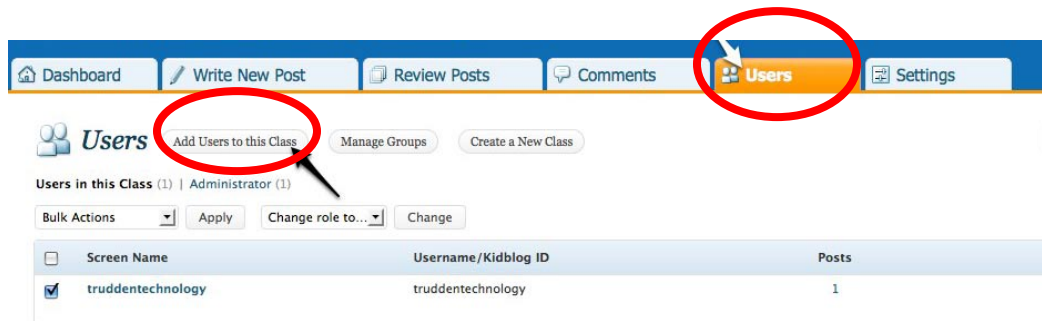 Dashboard Write New Post Review Posts Comments Users Settings
Users Add Users to this Class Manage Groups Create a New Class
Users in this Class (1) | Administrator (1)
Bulk Actions Apply Change role to... Change
Screen Name Username/Kidblog ID Posts
truddentechnology truddentechnology 1